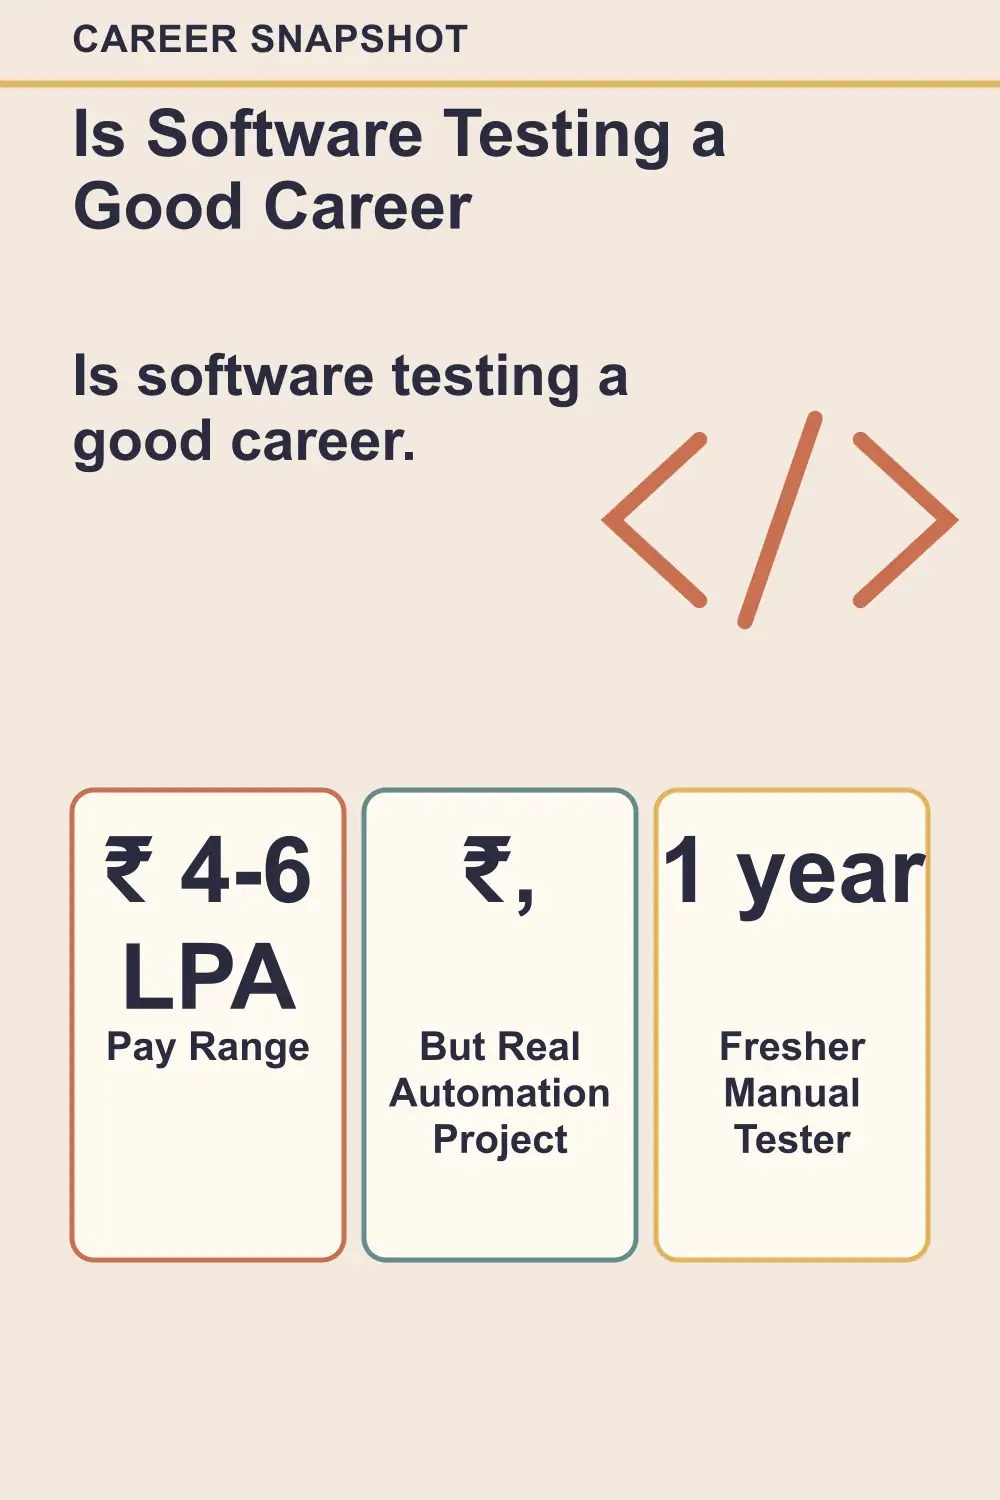 CAREER SNAPSHOT
Is Software Testing a
Good Career
Is software testing a
good career.
₹ 4-6
LPA
Pay Range
₹,
But Real
Automation
Project
1 year
Fresher
Manual
Tester